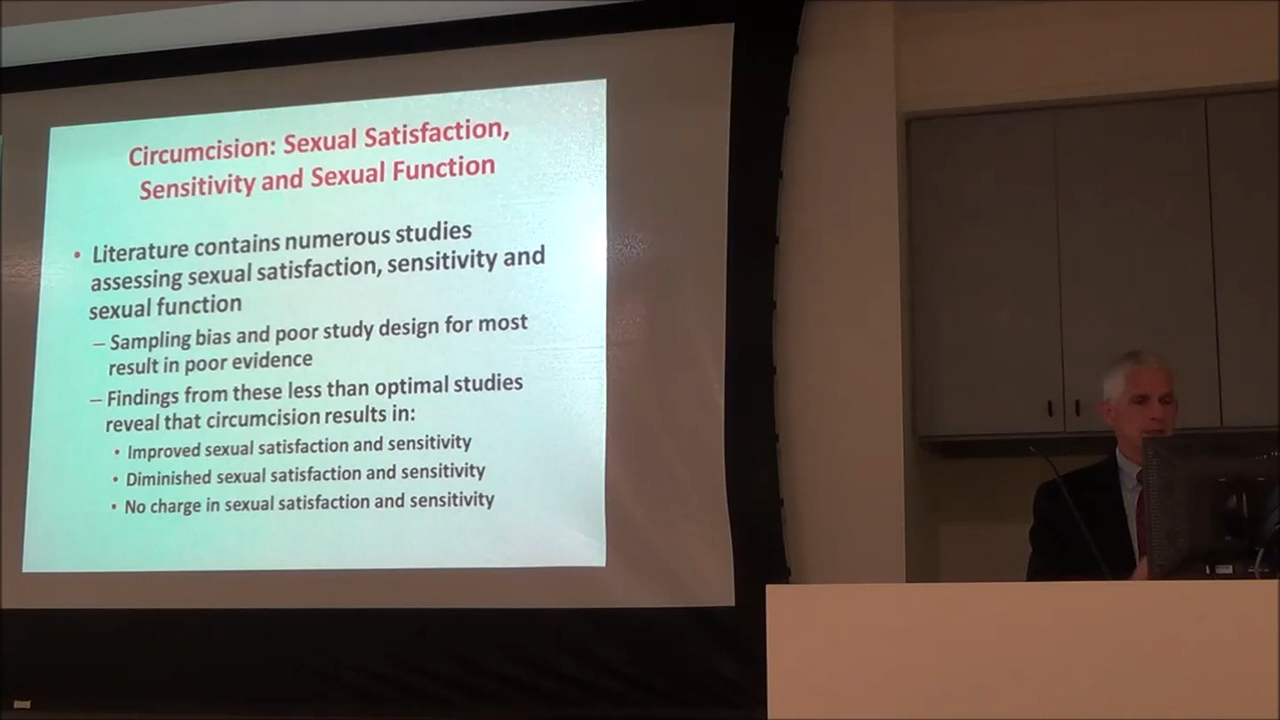 Circumcision: Sexual Satisfaction,
Sensitivity and Sexual Function
• Literature contains numerous studies
assessing sexual satisfaction, sensitivity and
sexual function
– Sampling bias and poor study design for most
result in poor evidence
– Findings from these less than optimal studies
reveal that circumcision results in:
• Improved sexual satisfaction and sensitivity
• Diminished sexual satisfaction and sensitivity
• No charge in sexual satisfaction and sensitivity